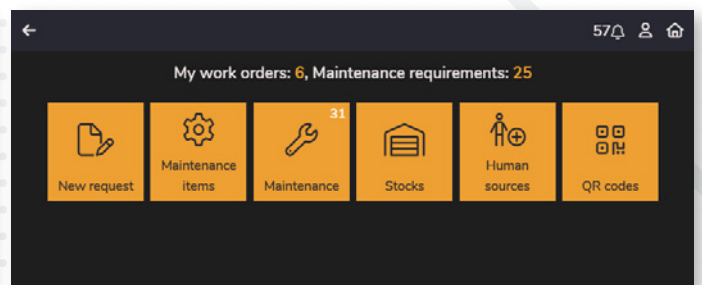 57
My work orders: 6, Maintenance requirements: 25
31
New request
Maintenance
items
Maintenance
Stocks
Human
sources
QR codes